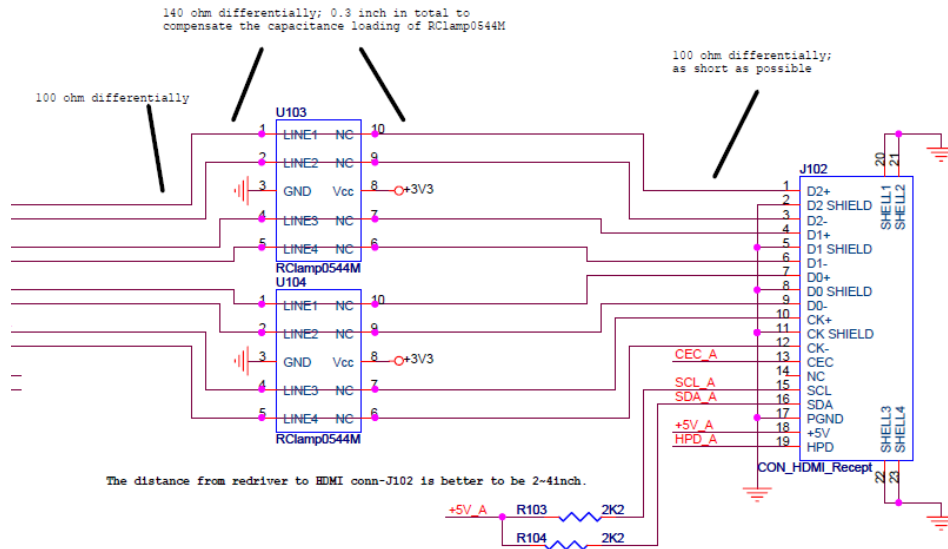 140 ohm differentially; 0.3 inch in total to
compensate the capacitance loading of RClamp0544M
100 ohm differentially;
as short as possible
100 ohm differentially
U103
1 LINE1 NC 10
2 LINE2 NC 9
3 GND Vcc 8 +3V3
4 LINE3 NC 7
5 LINE4 NC 6
RClamp0544M
U104
1 LINE1 NC 10
2 LINE2 NC 9
3 GND Vcc 8 +3V3
4 LINE3 NC 7
5 LINE4 NC 6
RClamp0544M
J102
20 21
SHELL1 SHELL2
1 D2+
2 D2 SHIELD
3 D2-
4 D1+
5 D1 SHIELD
6 D1-
7 D0+
8 D0 SHIELD
9 D0-
10 CK+
11 CK SHIELD
12 CK-
CEC_A 13 CEC
14 NC
SCL_A 15 SCL
SDA_A 16 SDA
17 PGND
+5V_A 18 +5V
HPD_A 19 HPD
SHELL3 SHELL4
22 23
CON_HDMI_Recept
The distance from redriver to HDMI conn-J102 is better to be 2~4inch.
+5V_A R103 2K2
R104 2K2